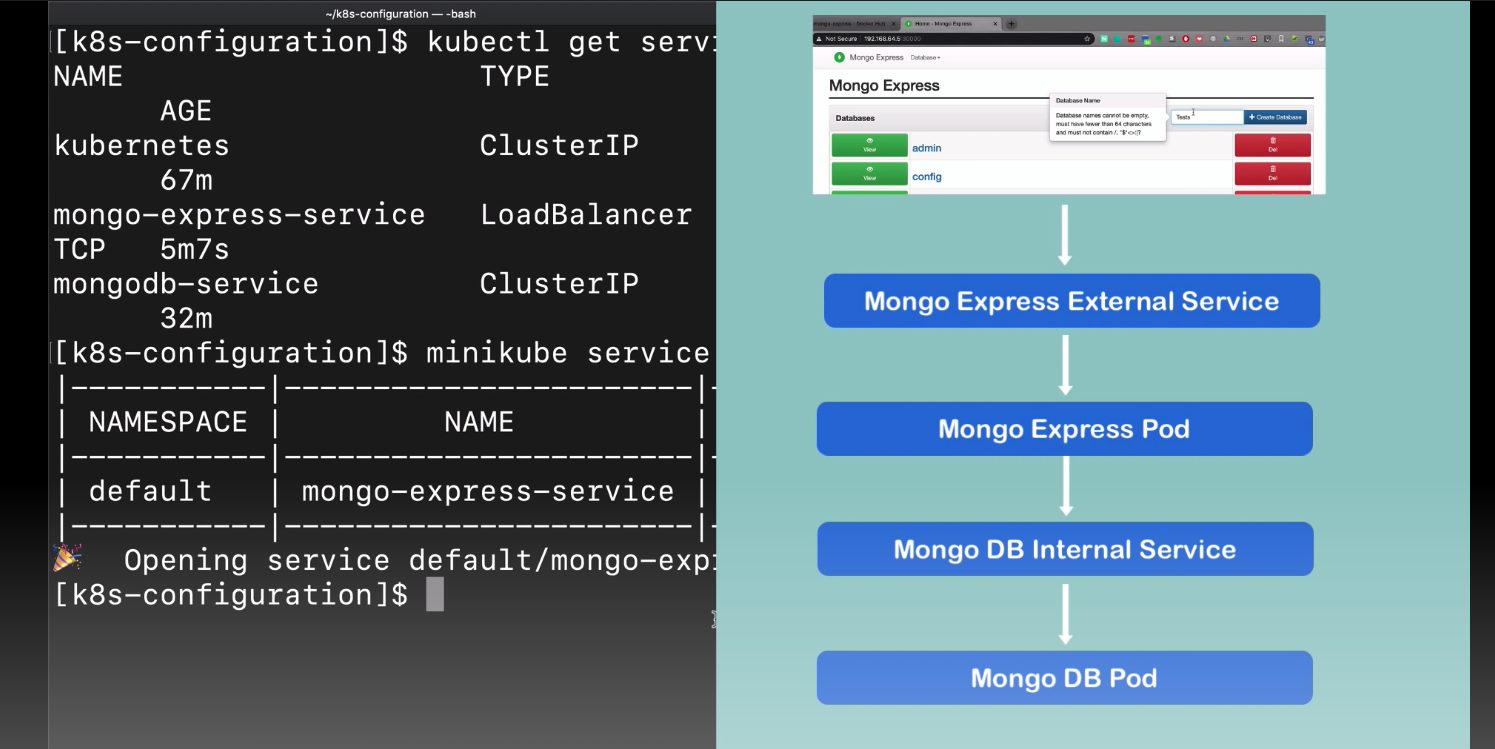 ~/k8s-configuration — -bash
[k8s-configuration]$ kubectl get serv
NAME TYPE
AGE
kubernetes ClusterIP
67m
mongo-express-service LoadBalancer
TCP 5m7s
mongodb-service ClusterIP
32m
[k8s-configuration]$ minikube service
NAMESPACE NAME
default mongo-express-service
Opening service default/mongo-exp
[k8s-configuration]$
Home - Mongo Express
Not Secure 192.168.64.5:30000
Mongo Express Database
Mongo Express
Database Name
Database names cannot be empty,
must have fewer than 64 characters
and must not contain
Databases
Tests
+ Create Database
View admin Del
View config Del
Mongo Express External Service
Mongo Express Pod
Mongo DB Internal Service
Mongo DB Pod